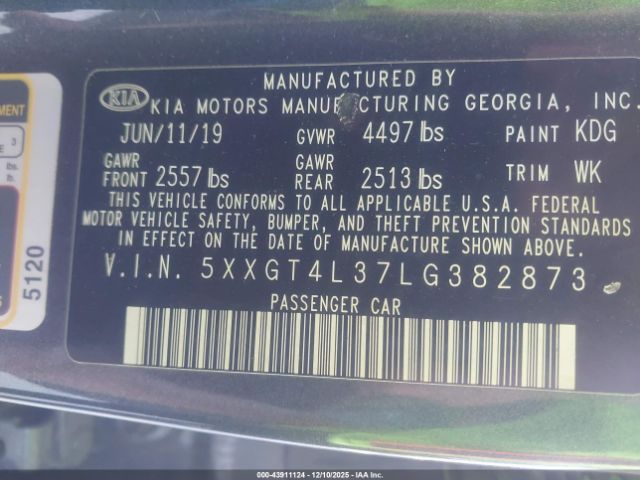 MANUFACTURED BY
KIA KIA MOTORS MANUFACTURING GEORGIA, INC.
JUN/11/19 GVWR 4497 lbs PAINT KDG
GAWR FRONT 2557 lbs GAWR REAR 2513 lbs TRIM WK
THIS VEHICLE CONFORMS TO ALL APPLICABLE U.S.A. FEDERAL
MOTOR VEHICLE SAFETY, BUMPER, AND THEFT PREVENTION STANDARDS
IN EFFECT ON THE DATE OF MANUFACTURE SHOWN ABOVE.
V.I.N. 5XXGT4L37LG382873
PASSENGER CAR
5120
3
lbs.
lb.
000-43911124 - 12/10/2025 - IAA Inc.